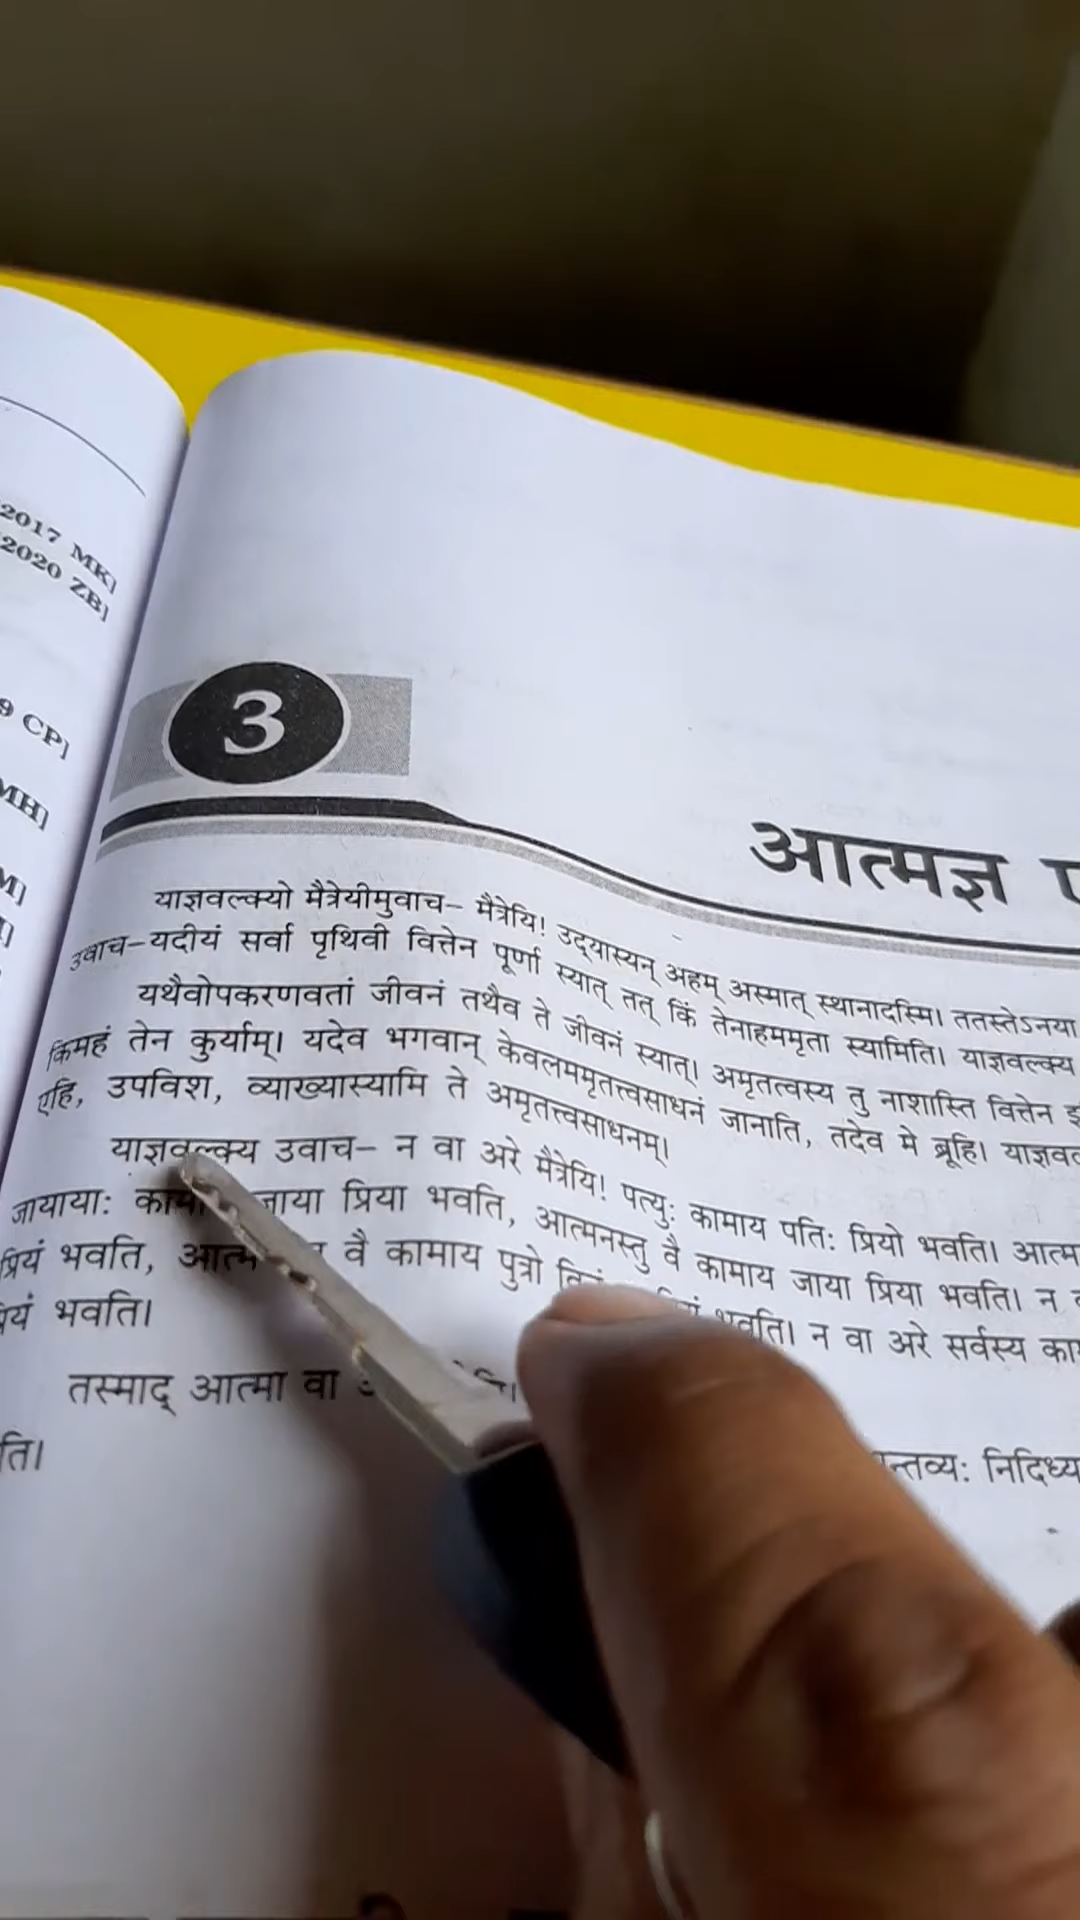 2017 MK]
2020 ZB]
9 CP]
MH]
M]
3
आत्मज्ञ
याज्ञवल्क्यो मैत्रेयीमुवाच– मैत्रेयि! उद्यास्यन् अहम् अस्मात् स्थानादस्मि। ततस्तेऽनया
उवाच–यदीयं सर्वा पृथिवी वित्तेन पूर्णा स्यात् तत् किं तेनाहममृता स्यामिति। याज्ञवल्क्य
यथैवोपकरणवतां जीवनं तथैव ते जीवनं स्यात्। अमृतत्वस्य तु नाशास्ति वित्तेन
किमहं तेन कुर्याम्। यदेव भगवान् केवलममृतत्त्वसाधनं जानाति, तदेव मे ब्रूहि।
एहि, उपविश, व्याख्यास्यामि ते अमृतत्त्वसाधनम्।
याज्ञवल्क्य उवाच– न वा अरे मैत्रेयि! पत्युः कामाय पतिः प्रियो भवति।
जायायाः जाया प्रिया भवति, आत्मनस्तु वै कामाय जाया प्रिया भवति। न
प्रियं भवति, वै कामाय पुत्रो भवति। न वा अरे सर्वस्य
भवति।
तस्माद् आत्मा वा
ति।